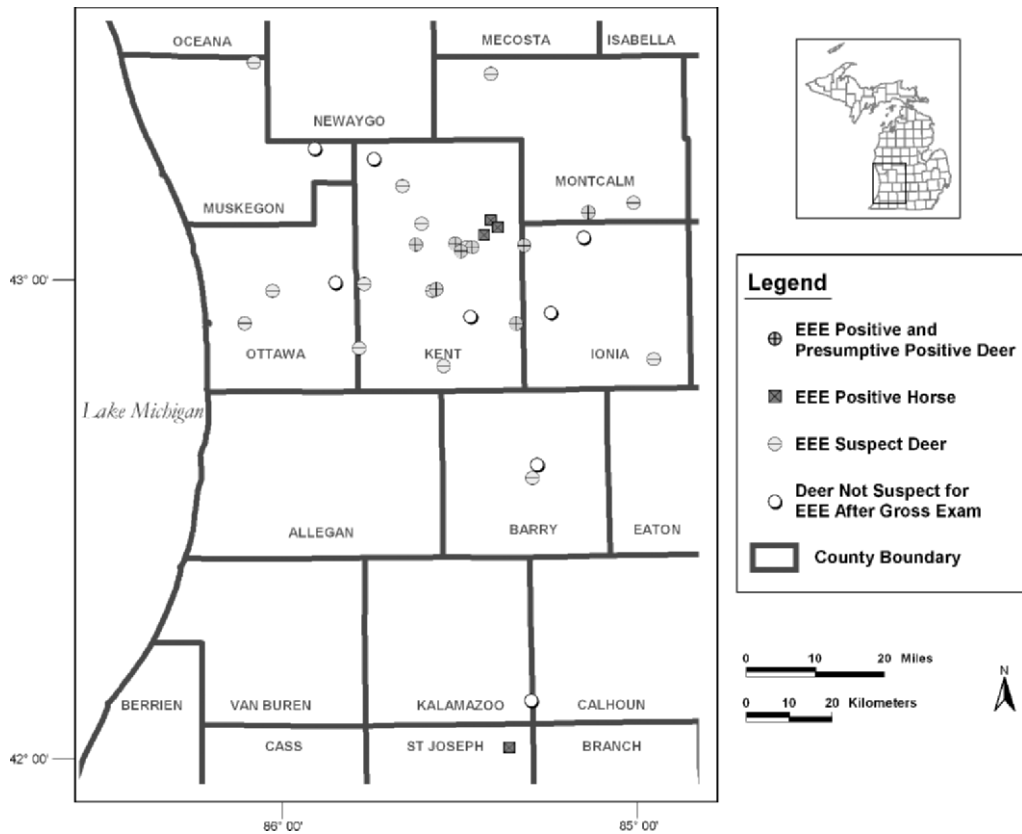 OCEANA
MECOSTA
ISABELLA
NEWAYGO
MONTCALM
MUSKEGON
43° 00'
OTTAWA
KENT
IONIA
Lake Michigan
ALLEGAN
BARRY
EATON
BERRIEN
VAN BUREN
KALAMAZOO
CALHOUN
CASS
ST JOSEPH
BRANCH
42° 00'
86° 00'
85° 00'
Legend
EEE Positive and
Presumptive Positive Deer
EEE Positive Horse
EEE Suspect Deer
Deer Not Suspect for
EEE After Gross Exam
County Boundary
0 10 20 Miles
0 10 20 Kilometers
N